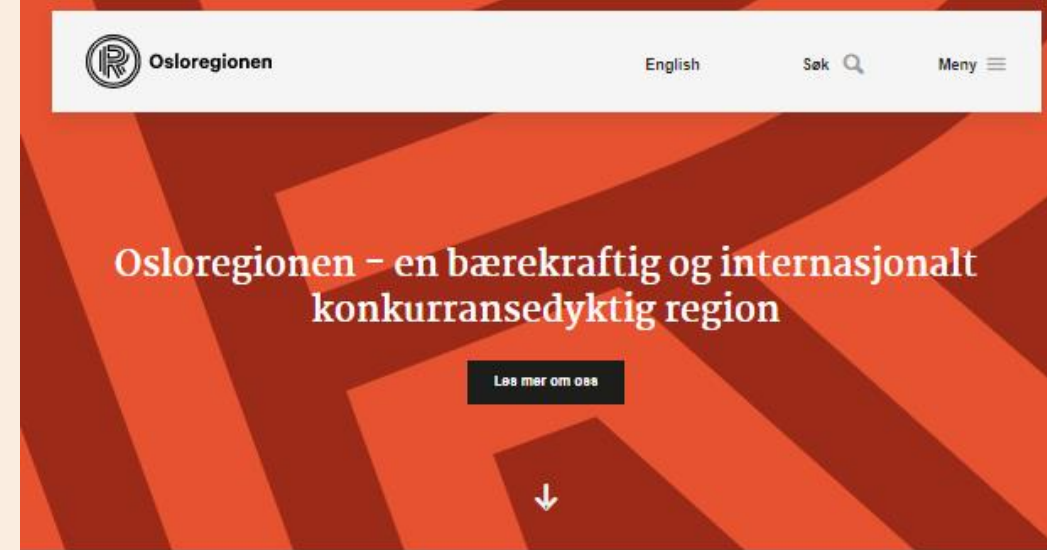 Osloregionen
English
Søk
Meny
Osloregionen – en bærekraftig og internasjonalt
konkurransedyktig region
Les mer om oss